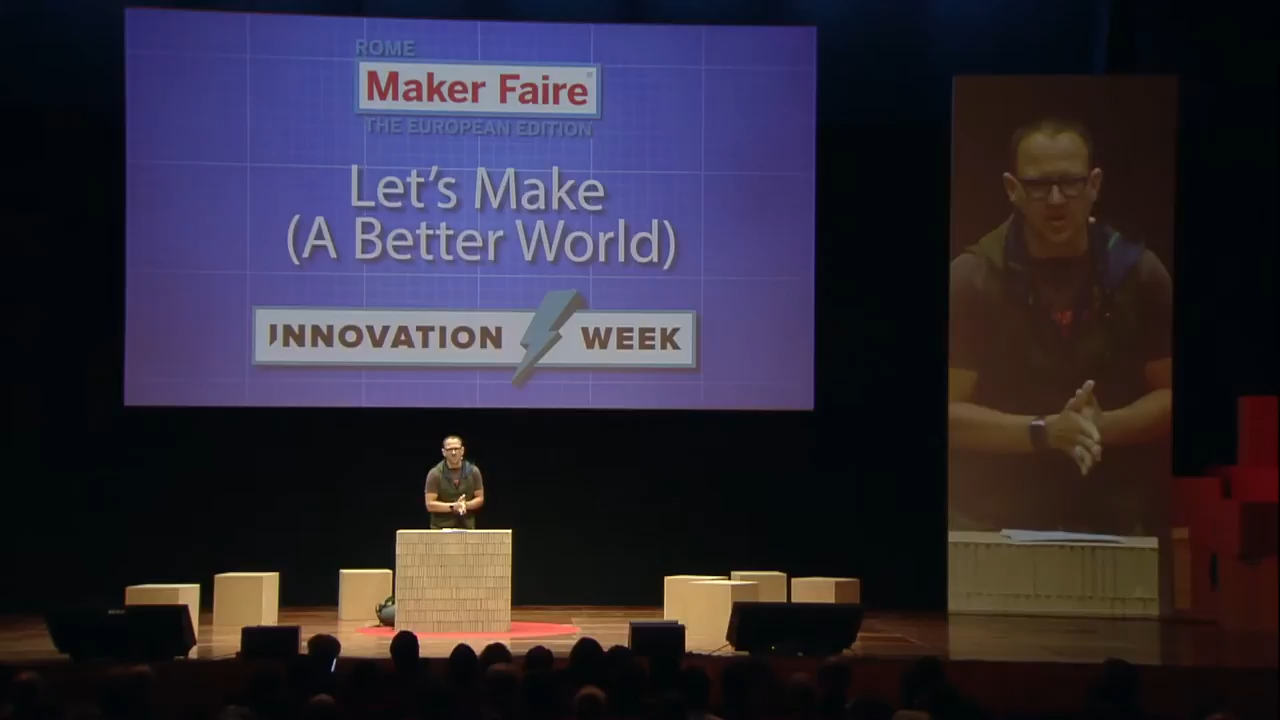 ROME
Maker Faire
THE EUROPEAN EDITION
Let's Make
(A Better World)
INNOVATION WEEK